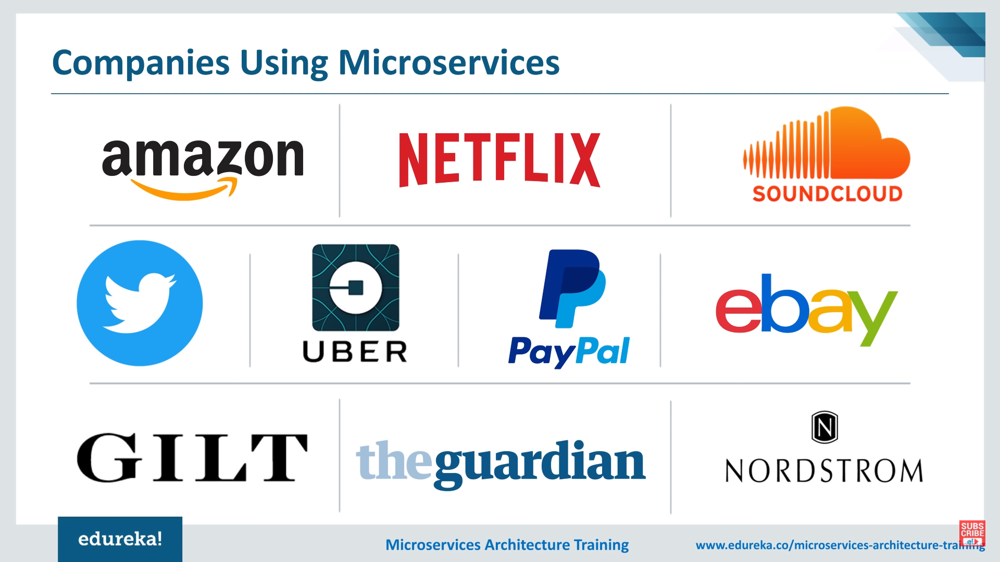 Companies Using Microservices
amazon
NETFLIX
SOUNDCLOUD
UBER
PayPal
ebay
GILT
theguardian
N
NORDSTROM
edureka!
Microservices Architecture Training
www.edureka.co/microservices-architecture-training
SUBS
CRIBE
e!